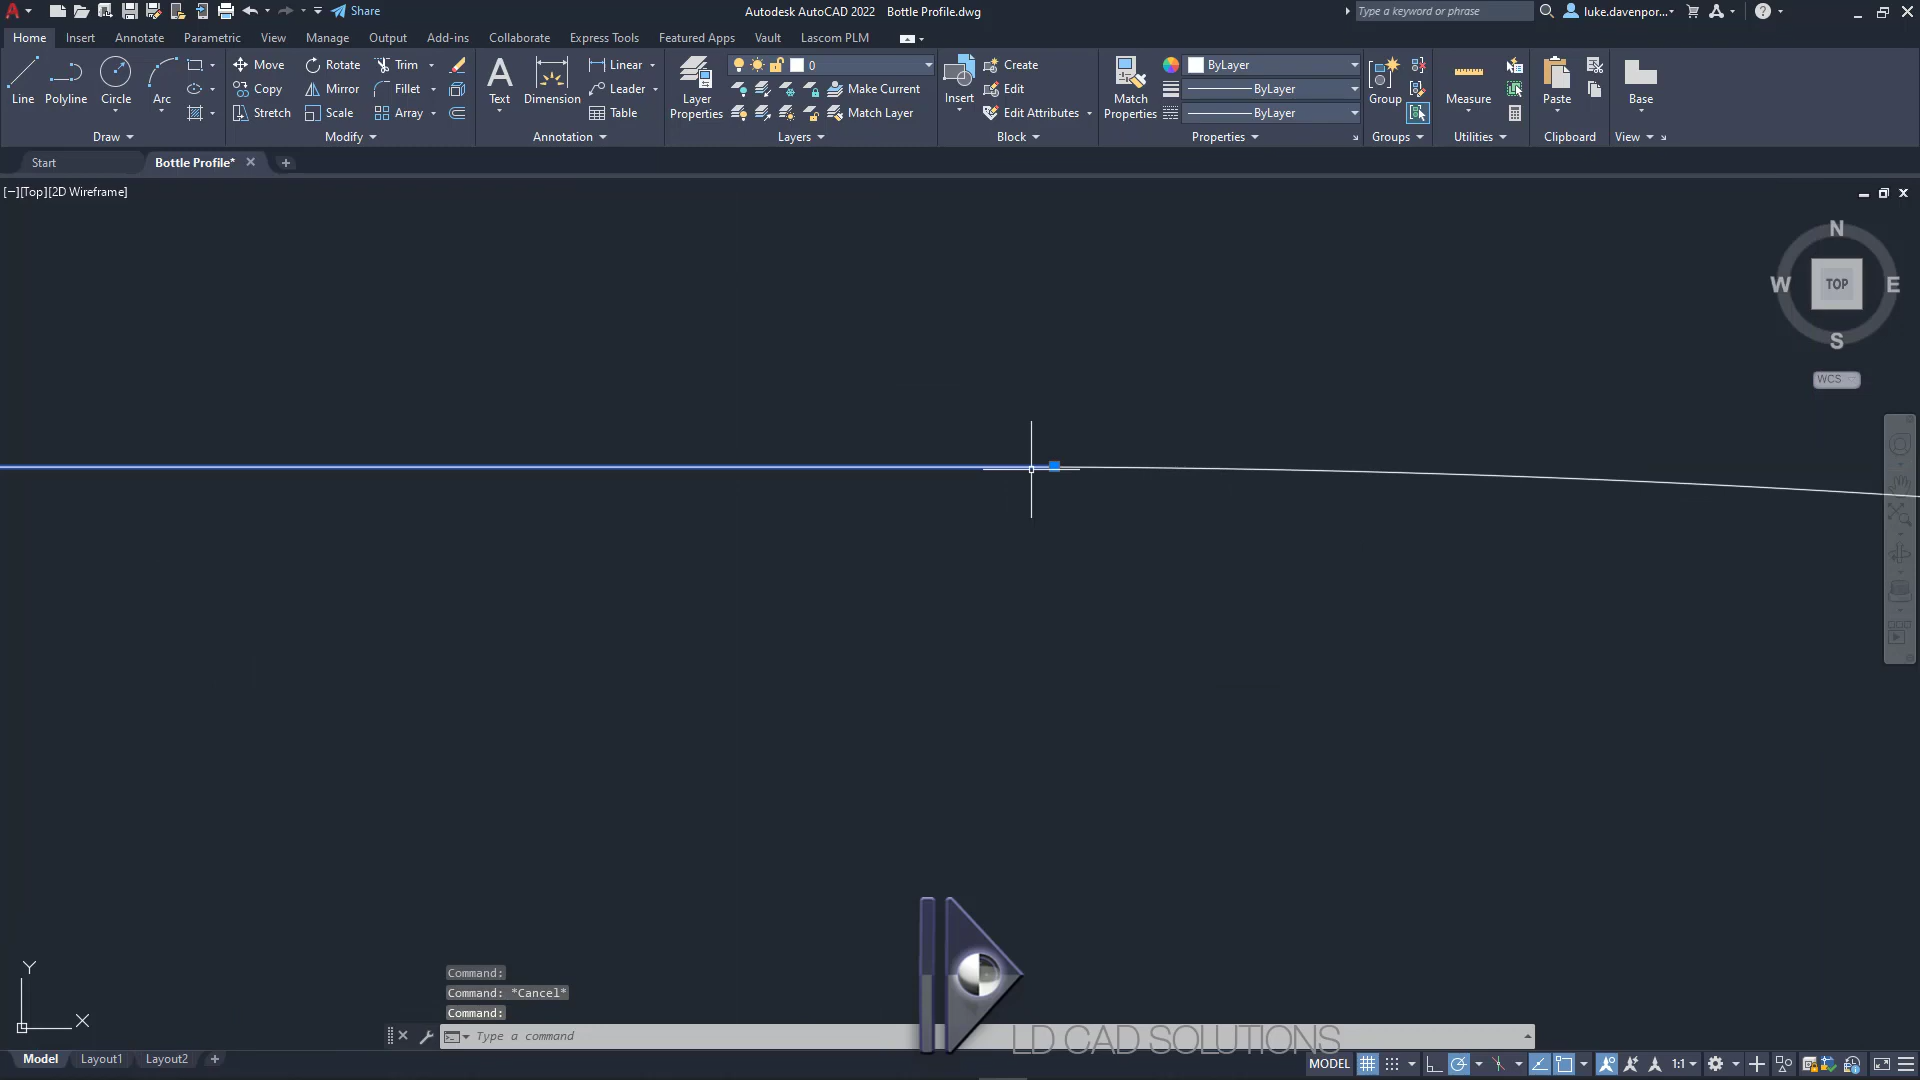 Share
Autodesk AutoCAD 2022 Bottle Profile.dwg
Type a keyword or phrase
luke.davenpor...
Home Insert Annotate Parametric View Manage Output Add-ins Collaborate Express Tools Featured Apps Vault Lascom PLM
Line Polyline Circle Arc
Move Rotate Trim
Copy Mirror Fillet
Stretch Scale Array
Text Dimension
Linear
Leader
Table
Layer Properties
0
Make Current
Match Layer
Insert
Create
Edit
Edit Attributes
Match Properties
ByLayer
ByLayer
ByLayer
Group Measure Paste Base
Draw Modify Annotation Layers Block Properties Groups Utilities Clipboard View
Start Bottle Profile*
[−][Top][2D Wireframe]
N
W TOP E
S
WCS
Y
X
Command:
Command: *Cancel*
Command:
Type a command
LD CAD SOLUTIONS
Model Layout1 Layout2
MODEL 1:1